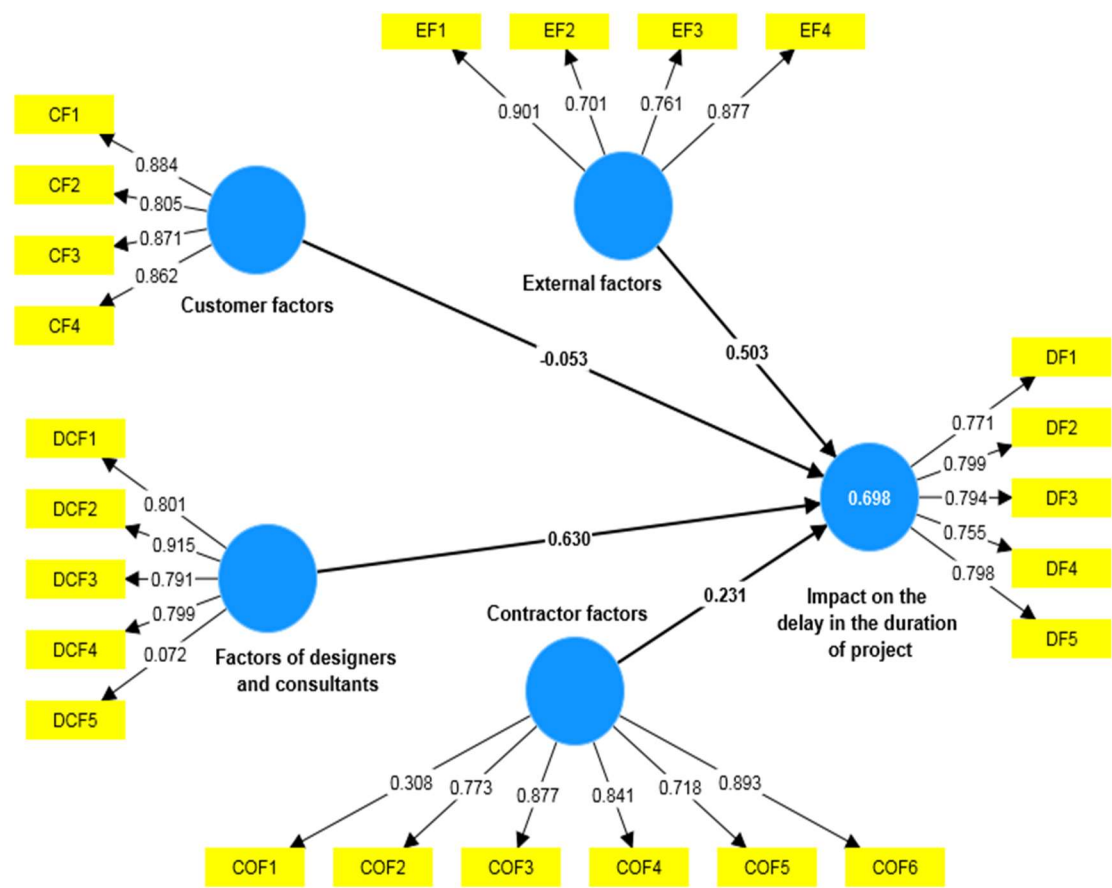 EF1
EF2
EF3
EF4
0.901
0.701
0.761
0.877
CF1
CF2
CF3
CF4
0.884
0.805
0.871
0.862
Customer factors
External factors
-0.053
0.503
DCF1
DCF2
DCF3
DCF4
DCF5
0.801
0.915
0.791
0.799
0.072
Factors of designers
and consultants
0.630
Contractor factors
0.231
0.698
Impact on the
delay in the duration
of project
0.771
0.799
0.794
0.755
0.798
DF1
DF2
DF3
DF4
DF5
0.308
0.773
0.877
0.841
0.718
0.893
COF1
COF2
COF3
COF4
COF5
COF6